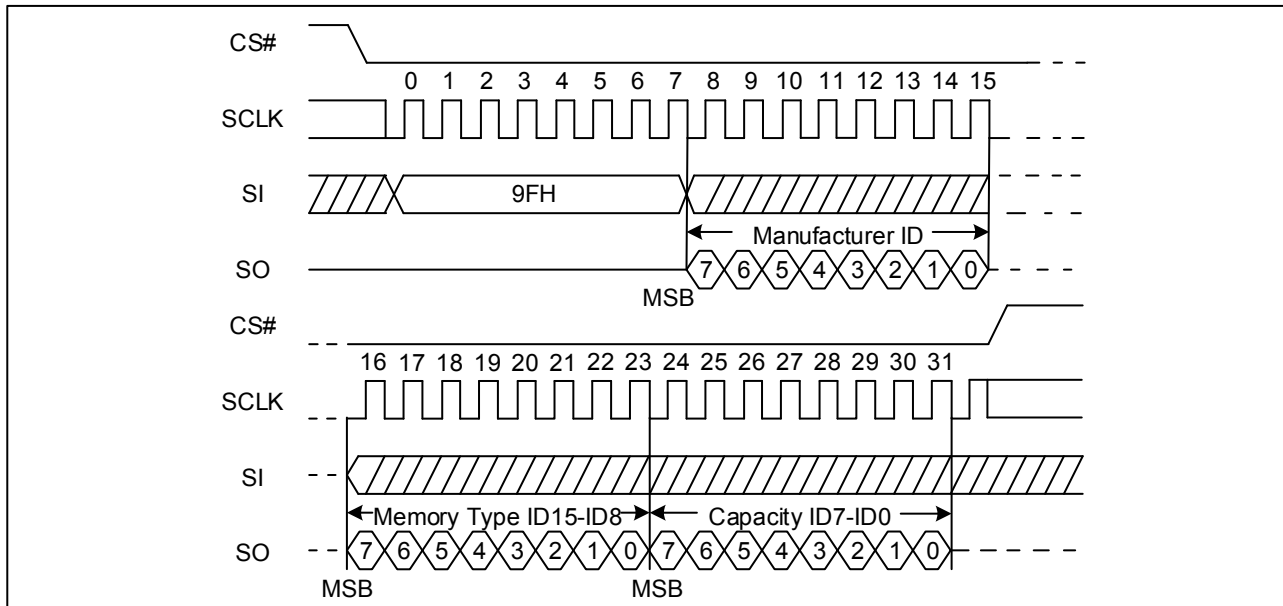 CS#
0 1 2 3 4 5 6 7 8 9 10 11 12 13 14 15
SCLK
SI 9FH
Manufacturer ID
SO 7 6 5 4 3 2 1 0
MSB
CS#
16 17 18 19 20 21 22 23 24 25 26 27 28 29 30 31
SCLK
SI
Memory Type ID15-ID8 Capacity ID7-ID0
SO 7 6 5 4 3 2 1 0 7 6 5 4 3 2 1 0
MSB MSB